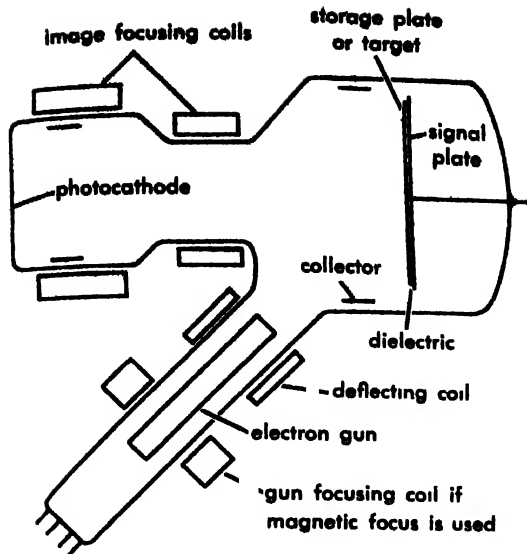 image focusing coils
storage plate
or target
signal
plate
photocathode
collector
dielectric
deflecting coil
electron gun
gun focusing coil if
magnetic focus is used